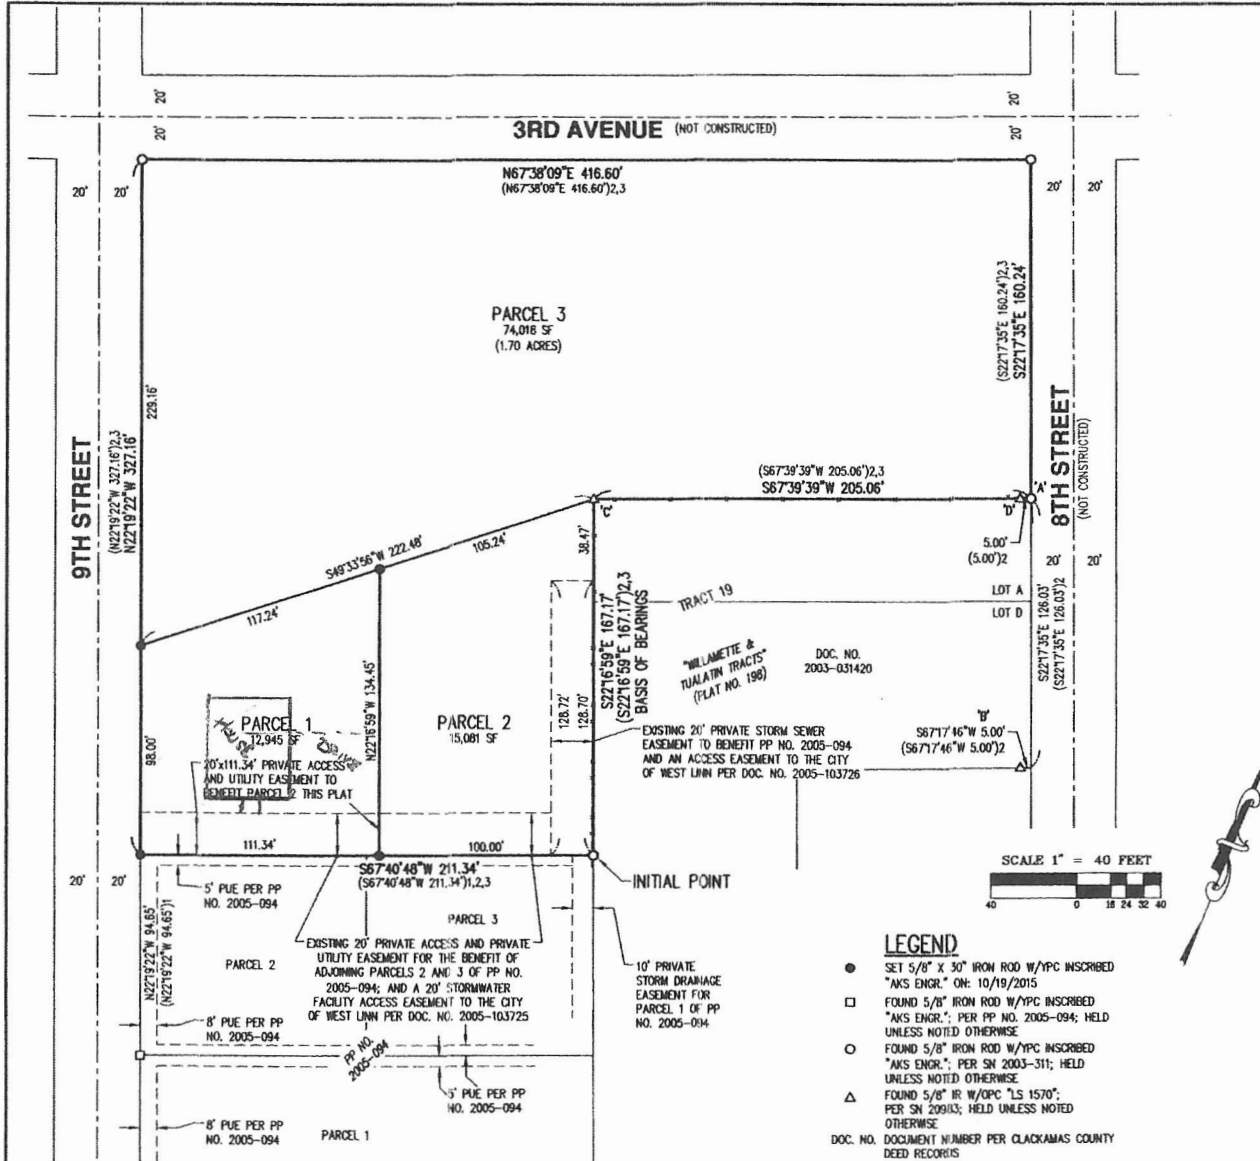 20'
20'
20'
20'
3RD AVENUE (NOT CONSTRUCTED)
N67°38'09"E 416.60'
(N67°38'09"E 416.60')2,3
20'
20'
20'
20'
PARCEL 3
74,018 SF
(1.70 ACRES)
(S22°17'35"E 160.24')2,3
S22°17'35"E 160.24'
229.16'
9TH STREET
(N22°19'22"W 327.16')2,3
N22°19'22"W 327.16'
8TH STREET
(NOT CONSTRUCTED)
(S67°39'39"W 205.06')2,3
S67°39'39"W 205.06'
'C'
'D'
'A'
5.00'
(5.00')2
20'
20'
S49°33'56"W 222.48'
105.24'
117.24'
38.47'
S22°16'59"E 167.17'
(S22°16'59"E 167.17')2,3
BASIS OF BEARINGS
TRACT 19
LOT A
LOT D
S22°17'35"E 126.03'
(S22°17'35"E 126.03')2
"WILLAMETTE &
TUALATIN TRACTS"
(PLAT NO. 198)
DOC. NO.
2003-031420
N22°16'59"W 134.45'
98.00'
PARCEL 1
12,945 SF
HOUSE
DRIVE
PARCEL 2
15,081 SF
128.72'
128.70'
'B'
S67°17'46"W 5.00'
(S67°17'46"W 5.00')2
EXISTING 20' PRIVATE STORM SEWER
EASEMENT TO BENEFIT PP NO. 2005-094
AND AN ACCESS EASEMENT TO THE CITY
OF WEST LINN PER DOC. NO. 2005-103726
20'x111.34' PRIVATE ACCESS
AND UTILITY EASEMENT TO
BENEFIT PARCEL 2 THIS PLAT
111.34'
100.00'
S67°40'48"W 211.34'
(S67°40'48"W 211.34')1,2,3
INITIAL POINT
20'
20'
5' PUE PER PP
NO. 2005-094
N22°19'22"W 94.65'
(N22°19'22"W 94.65')1
PARCEL 3
PARCEL 2
EXISTING 20' PRIVATE ACCESS AND PRIVATE
UTILITY EASEMENT FOR THE BENEFIT OF
ADJOINING PARCELS 2 AND 3 OF PP NO.
2005-094; AND A 20' STORMWATER
FACILITY ACCESS EASEMENT TO THE CITY
OF WEST LINN PER DOC. NO. 2005-103725
10' PRIVATE
STORM DRAINAGE
EASEMENT FOR
PARCEL 1 OF PP
NO. 2005-094
8' PUE PER PP
NO. 2005-094
PP NO.
2005-094
5' PUE PER PP
NO. 2005-094
8' PUE PER PP
NO. 2005-094
PARCEL 1
SCALE 1" = 40 FEET
40 0 16 24 32 40
LEGEND
SET 5/8" X 30" IRON ROD W/YPC INSCRIBED
"AKS ENGR." ON: 10/19/2015
FOUND 5/8" IRON ROD W/YPC INSCRIBED
"AKS ENGR."; PER PP NO. 2005-094; HELD
UNLESS NOTED OTHERWISE
FOUND 5/8" IRON ROD W/YPC INSCRIBED
"AKS ENGR."; PER SN 2003-311; HELD
UNLESS NOTED OTHERWISE
FOUND 5/8" IR W/OPC "LS 1570";
PER SN 20983; HELD UNLESS NOTED
OTHERWISE
DOC. NO. DOCUMENT NUMBER PER CLACKAMAS COUNTY
DEED RECORDS